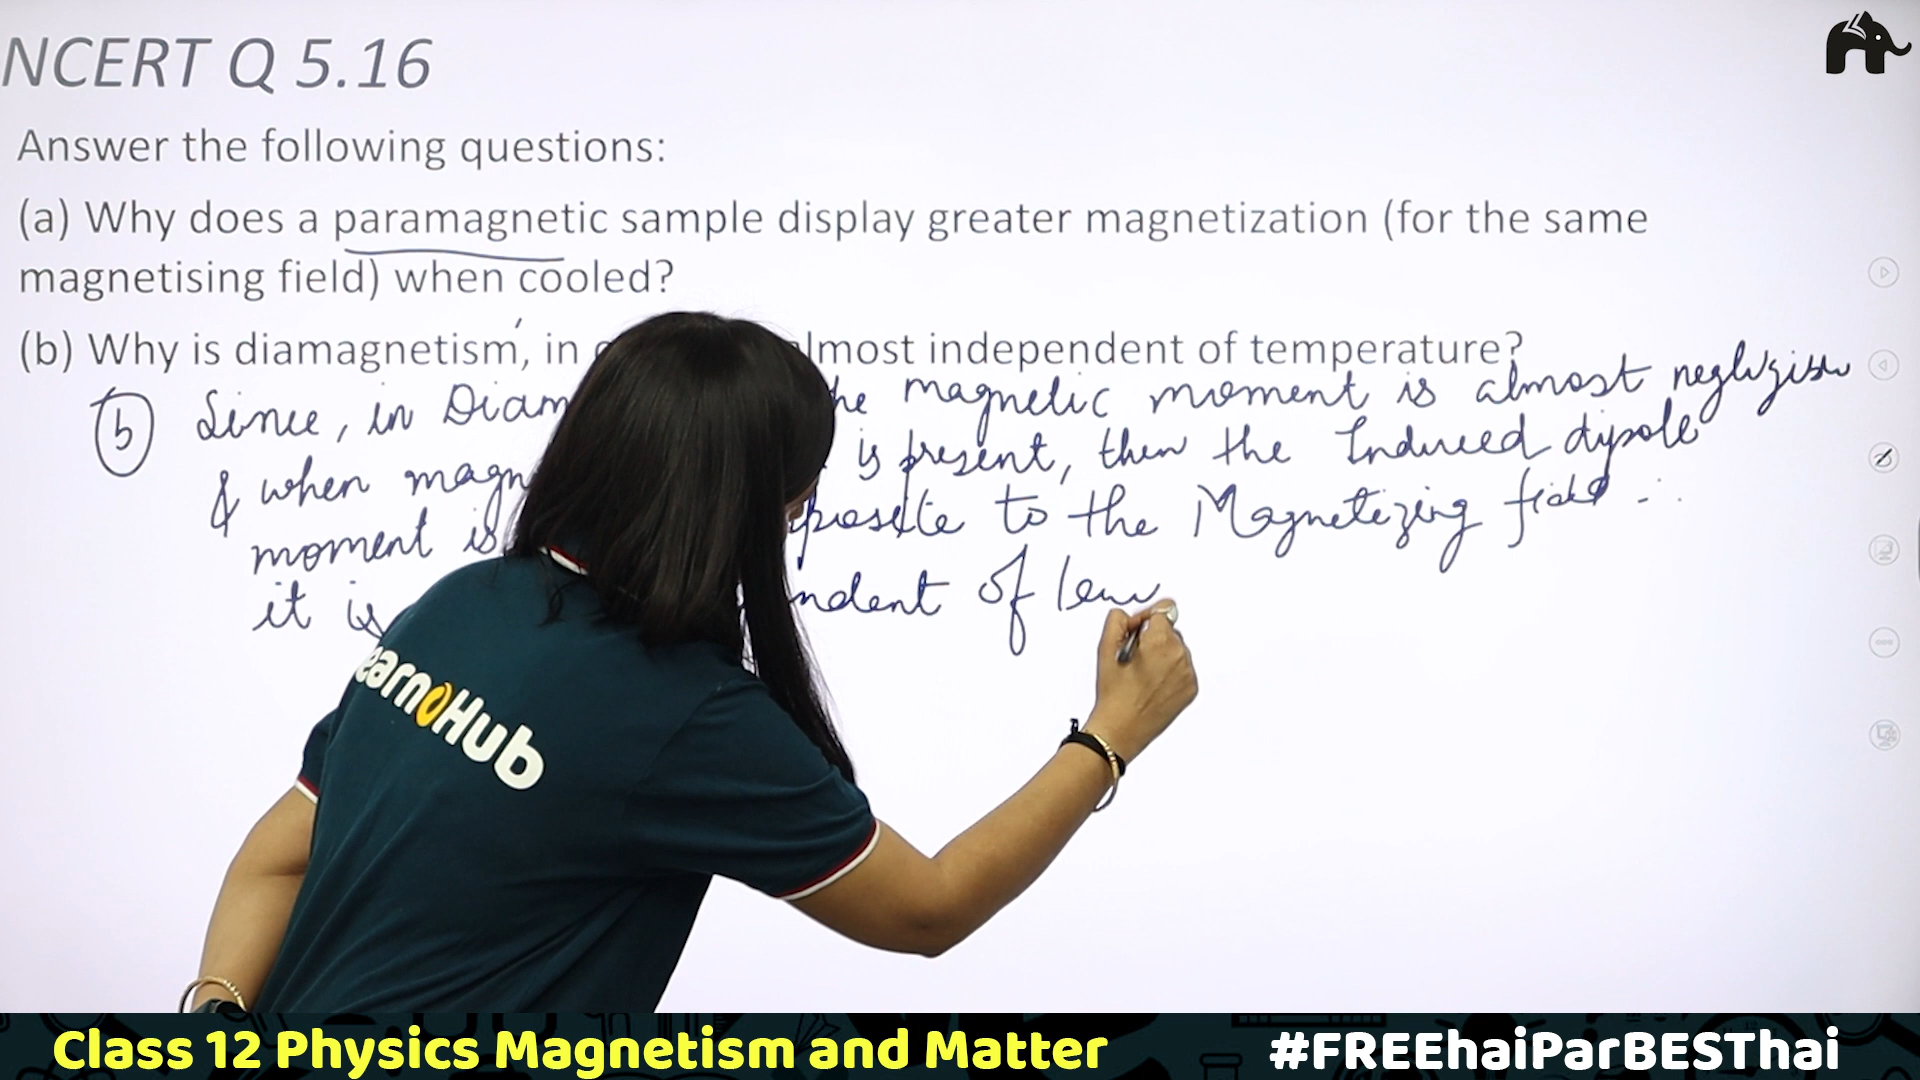 NCERT Q 5.16
Answer the following questions:
(a) Why does a paramagnetic sample display greater magnetization (for the same
magnetising field) when cooled?
(b) Why is diamagnetism, in lmost independent of temperature?
b Since, in Diam he magnetic moment is almost
& when magn is present, then the Induced dipole
moment is posite to the Magnetizing field
it is ndent of
earnoHub
Class 12 Physics Magnetism and Matter #FREEhaiParBESThai